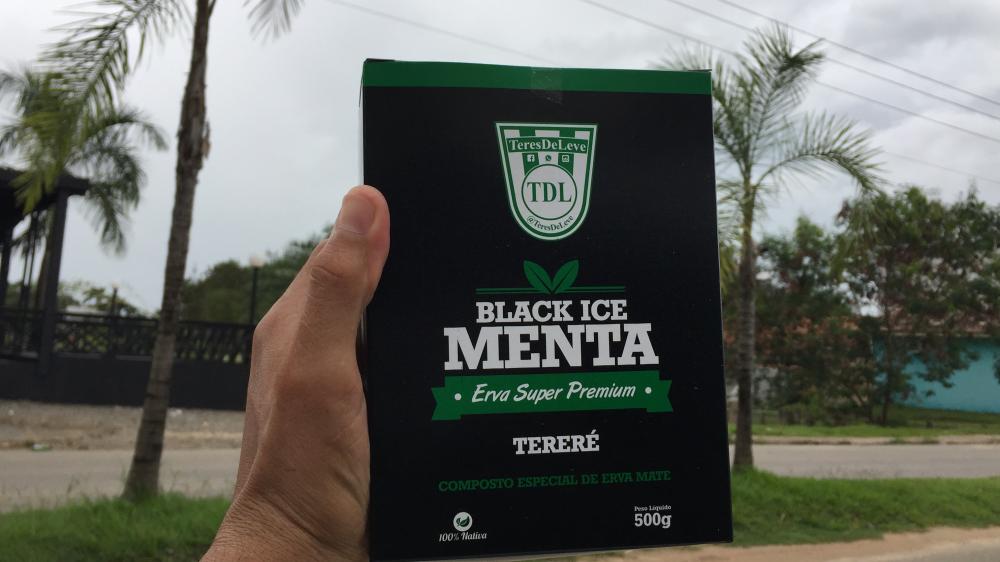 TeresDeLeve
TDL
@TeresDeLeve
BLACK ICE
MENTA
• Erva Super Premium •
TERERÉ
COMPOSTO ESPECIAL DE ERVA MATE
100% Nativa
Peso Líquido
500g